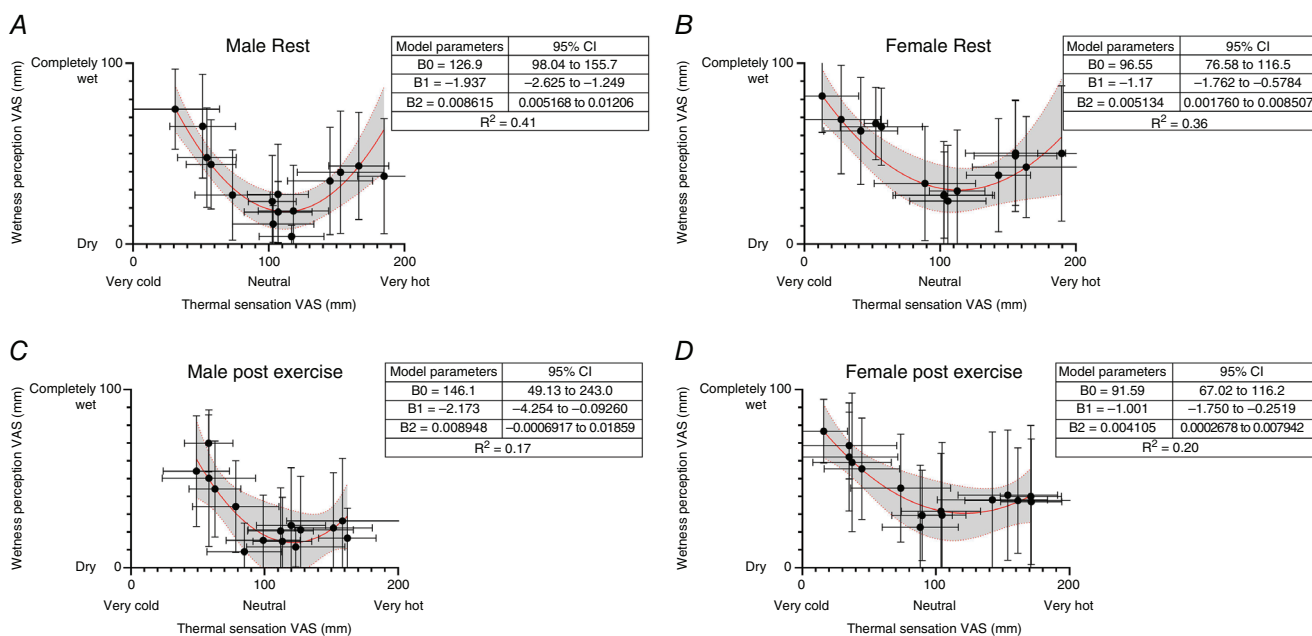 A
Male Rest
Model parameters 95% CI
B0 = 126.9 98.04 to 155.7
B1 = −1.937 −2.625 to −1.249
B2 = 0.008615 0.005168 to 0.01206
R² = 0.41
Wetness perception VAS (mm)
Completely wet
100
Dry
0
0 100 200
Very cold Neutral Very hot
Thermal sensation VAS (mm)
B
Female Rest
Model parameters 95% CI
B0 = 96.55 76.58 to 116.5
B1 = −1.17 −1.762 to −0.5784
B2 = 0.005134 0.001760 to 0.008507
R² = 0.36
Wetness perception VAS (mm)
Completely wet
100
Dry
0
0 100 200
Very cold Neutral Very hot
Thermal sensation VAS (mm)
C
Male post exercise
Model parameters 95% CI
B0 = 146.1 49.13 to 243.0
B1 = −2.173 −4.254 to −0.09260
B2 = 0.008948 −0.0006917 to 0.01859
R² = 0.17
Wetness perception VAS (mm)
Completely wet
100
Dry
0
0 100 200
Very cold Neutral Very hot
Thermal sensation VAS (mm)
D
Female post exercise
Model parameters 95% CI
B0 = 91.59 67.02 to 116.2
B1 = −1.001 −1.750 to −0.2519
B2 = 0.004105 0.0002678 to 0.007942
R² = 0.20
Wetness perception VAS (mm)
Completely wet
100
Dry
0
0 100 200
Very cold Neutral Very hot
Thermal sensation VAS (mm)